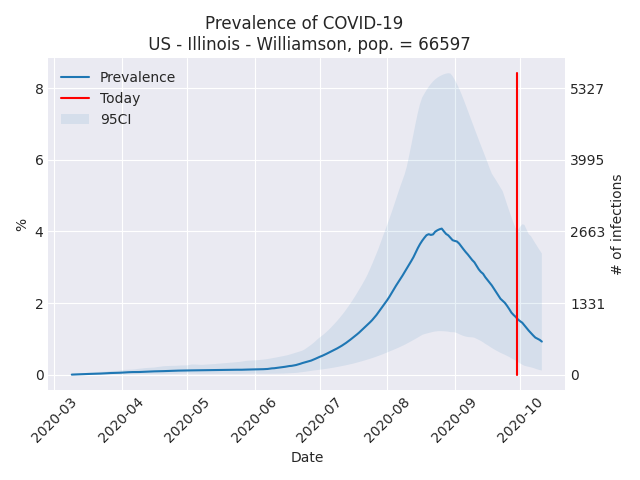 Prevalence of COVID-19
US - Illinois - Williamson, pop. = 66597
Prevalence
Today
95CI
8
6
4
2
0
%
5327
3995
2663
1331
0
# of infections
2020-03
2020-04
2020-05
2020-06
2020-07
2020-08
2020-09
2020-10
Date